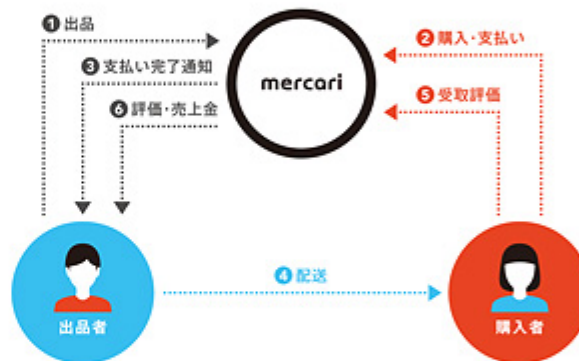 ❶出品
❷購入・支払い
❸支払い完了通知
mercari
❺受取評価
❻評価・売上金
❹配送
出品者
購入者